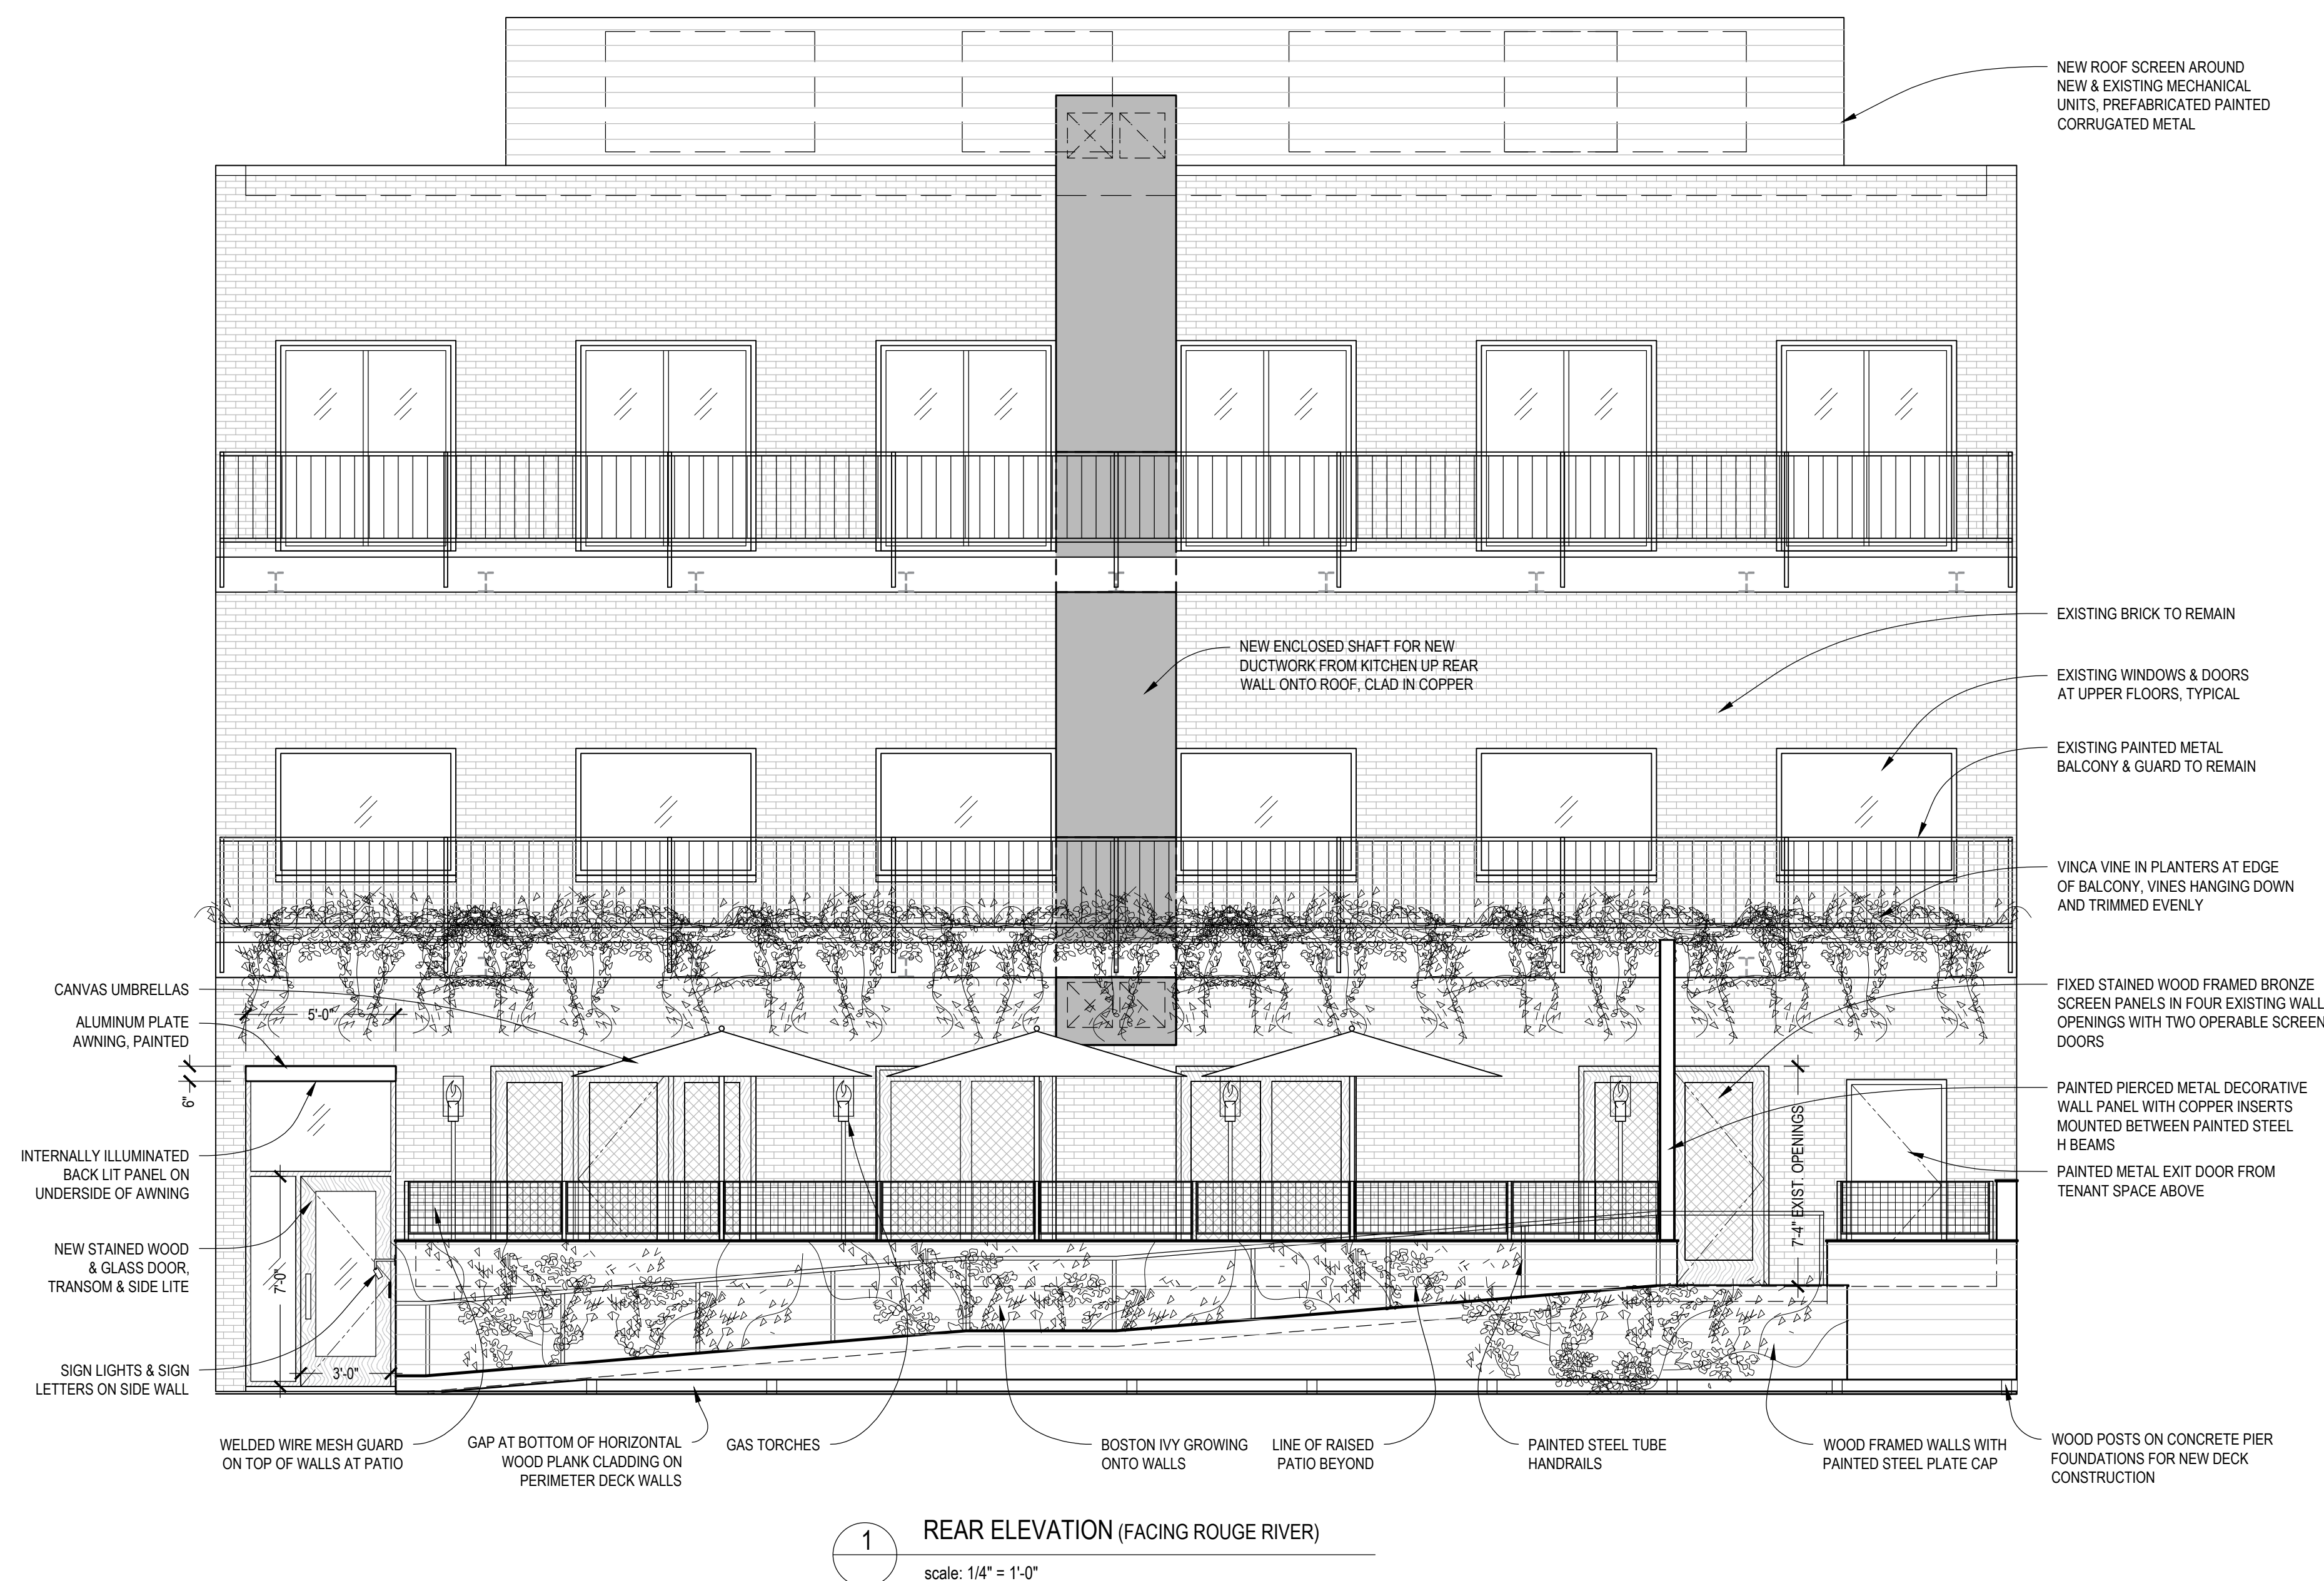 NEW ROOF SCREEN AROUND
NEW & EXISTING MECHANICAL
UNITS, PREFABRICATED PAINTED
CORRUGATED METAL
EXISTING BRICK TO REMAIN
NEW ENCLOSED SHAFT FOR NEW
DUCTWORK FROM KITCHEN UP REAR
WALL ONTO ROOF, CLAD IN COPPER
EXISTING WINDOWS & DOORS
AT UPPER FLOORS, TYPICAL
EXISTING PAINTED METAL
BALCONY & GUARD TO REMAIN
VINCA VINE IN PLANTERS AT EDGE
OF BALCONY, VINES HANGING DOWN
AND TRIMMED EVENLY
CANVAS UMBRELLAS
ALUMINUM PLATE
AWNING, PAINTED
5'-0"
6"
INTERNALLY ILLUMINATED
BACK LIT PANEL ON
UNDERSIDE OF AWNING
NEW STAINED WOOD
& GLASS DOOR,
TRANSOM & SIDE LITE
7'-0"
3'-0"
SIGN LIGHTS & SIGN
LETTERS ON SIDE WALL
FIXED STAINED WOOD FRAMED BRONZE
SCREEN PANELS IN FOUR EXISTING WALL
OPENINGS WITH TWO OPERABLE SCREEN
DOORS
PAINTED PIERCED METAL DECORATIVE
WALL PANEL WITH COPPER INSERTS
MOUNTED BETWEEN PAINTED STEEL
H BEAMS
PAINTED METAL EXIT DOOR FROM
TENANT SPACE ABOVE
7'-4" EXIST. OPENINGS
WELDED WIRE MESH GUARD
ON TOP OF WALLS AT PATIO
GAP AT BOTTOM OF HORIZONTAL
WOOD PLANK CLADDING ON
PERIMETER DECK WALLS
GAS TORCHES
BOSTON IVY GROWING
ONTO WALLS
LINE OF RAISED
PATIO BEYOND
PAINTED STEEL TUBE
HANDRAILS
WOOD FRAMED WALLS WITH
PAINTED STEEL PLATE CAP
WOOD POSTS ON CONCRETE PIER
FOUNDATIONS FOR NEW DECK
CONSTRUCTION
1
REAR ELEVATION (FACING ROUGE RIVER)
scale: 1/4" = 1'-0"